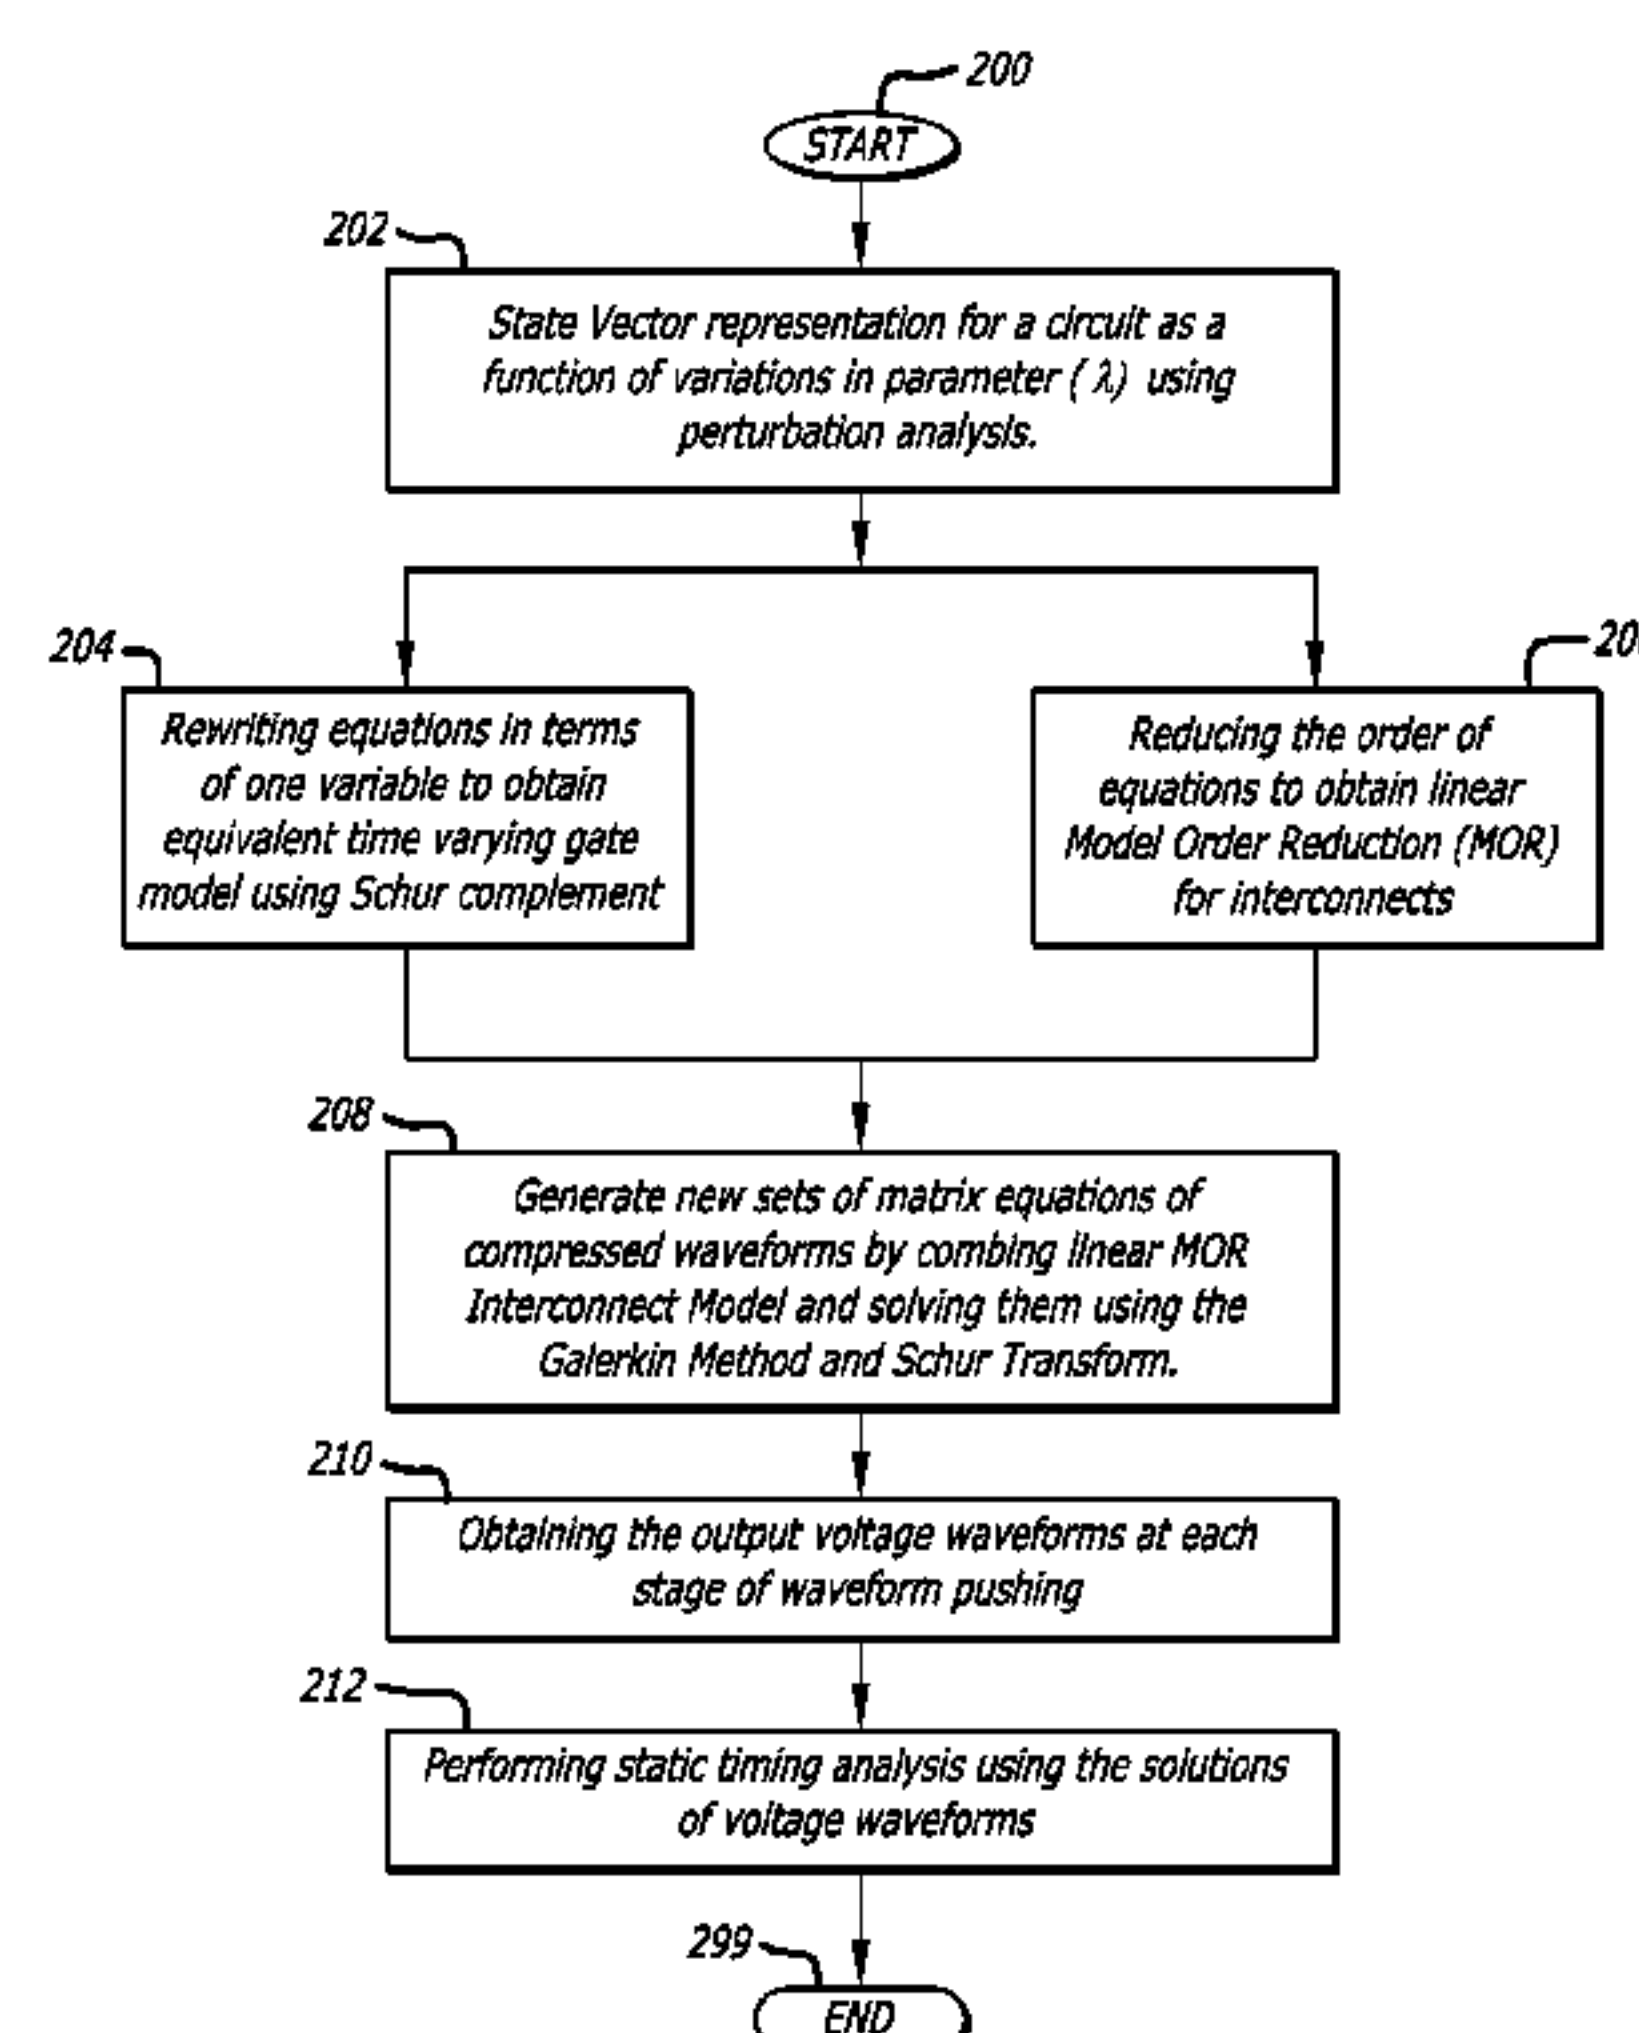 200
START
202
State Vector representation for a circuit as a
function of variations in parameter ( λ) using
perturbation analysis.
204
Rewriting equations in terms
of one variable to obtain
equivalent time varying gate
model using Schur complement
Reducing the order of
equations to obtain linear
Model Order Reduction (MOR)
for interconnects
208
Generate new sets of matrix equations of
compressed waveforms by combing linear MOR
Interconnect Model and solving them using the
Galerkin Method and Schur Transform.
210
Obtaining the output voltage waveforms at each
stage of waveform pushing
212
Performing static timing analysis using the solutions
of voltage waveforms
299
END